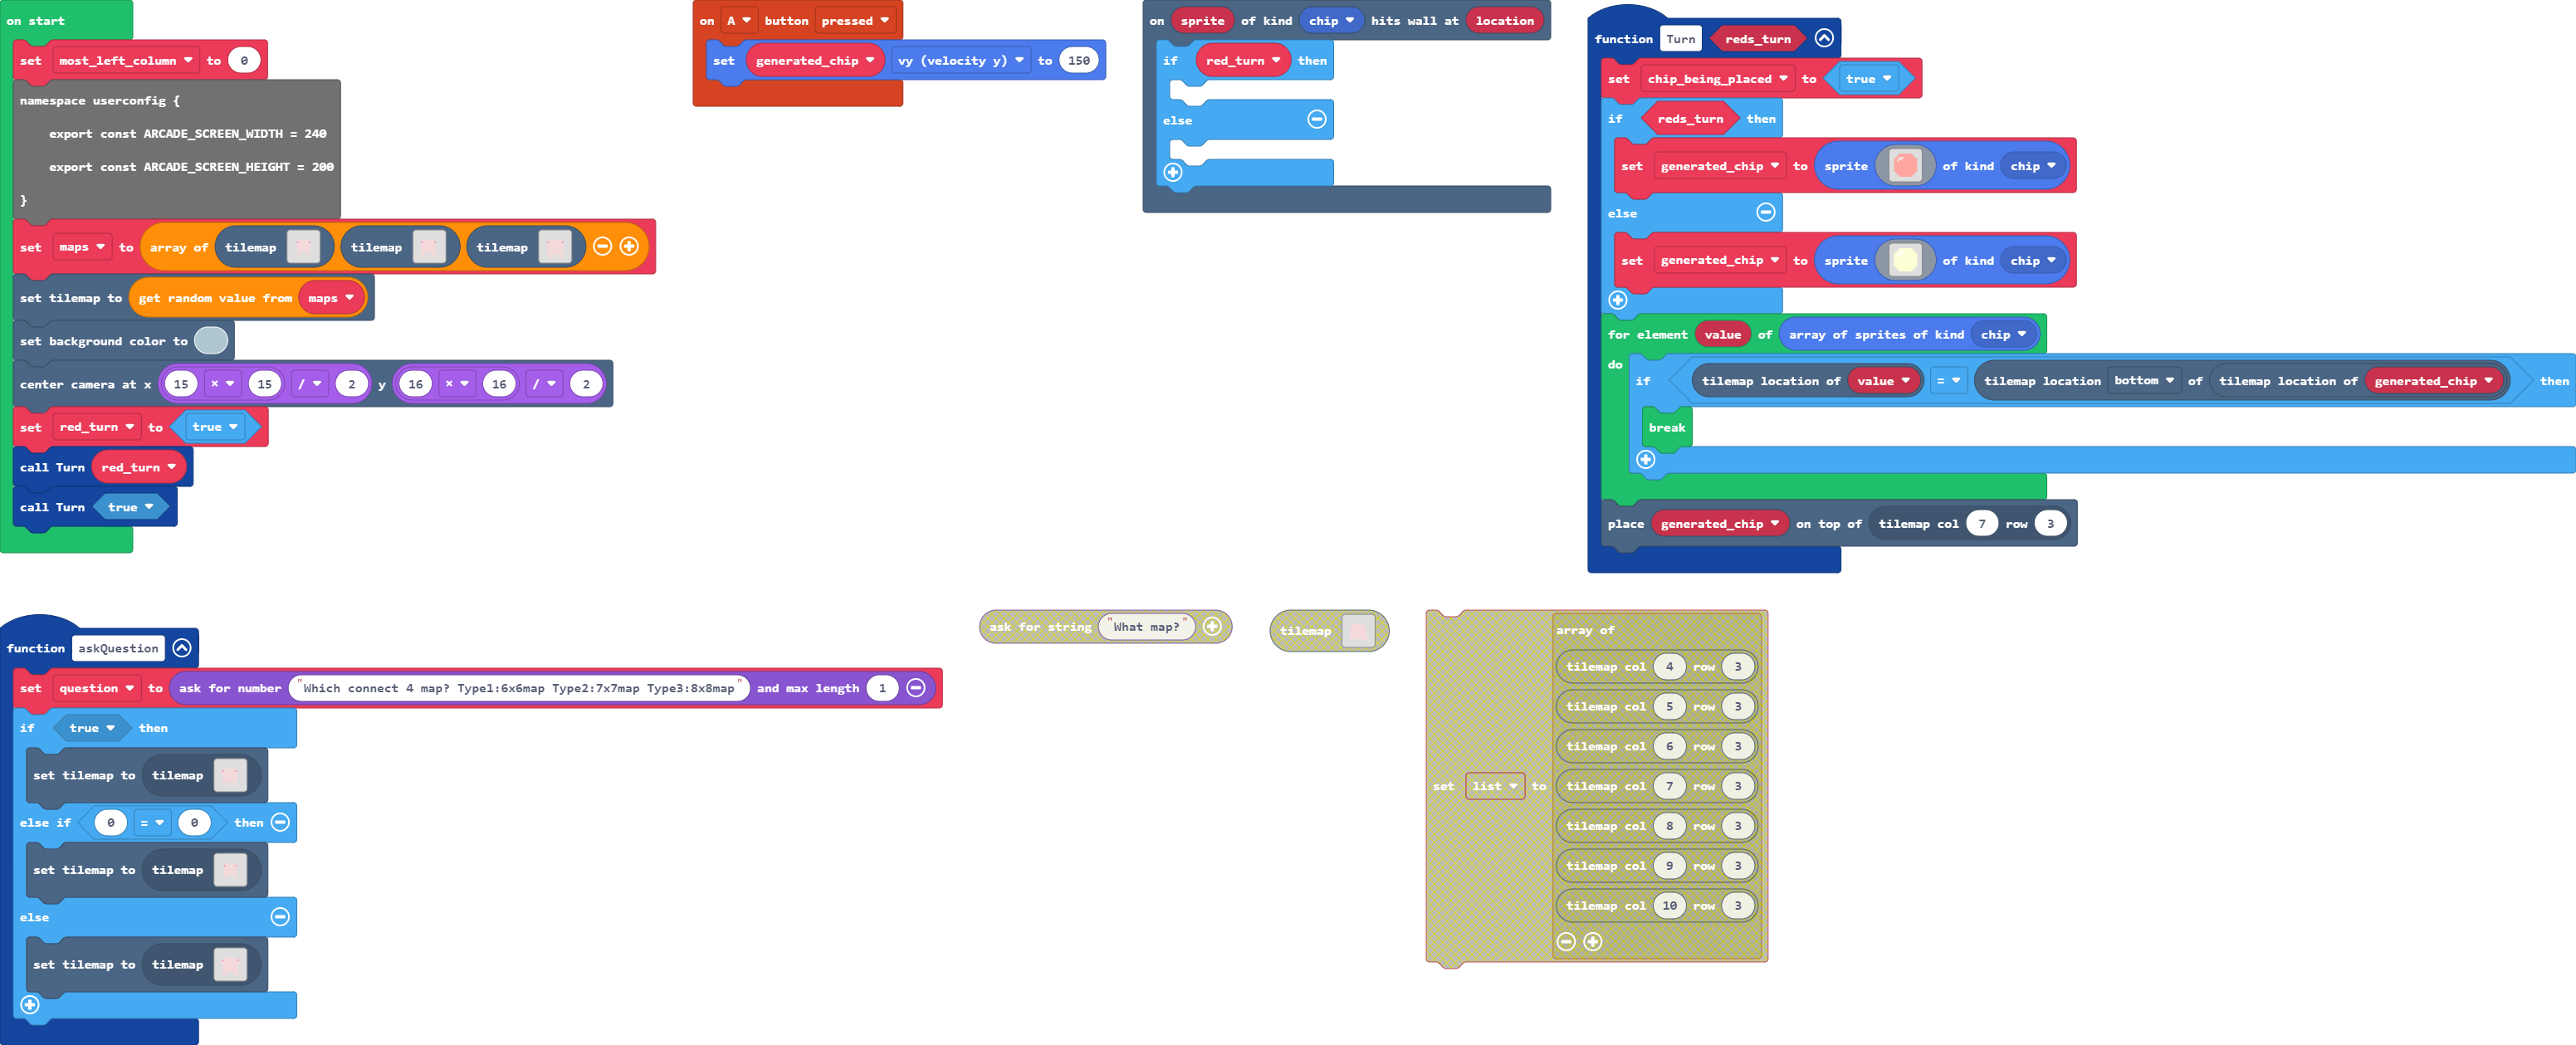 on start
set most_left_column to 0
namespace userconfig {
export const ARCADE_SCREEN_WIDTH = 240
export const ARCADE_SCREEN_HEIGHT = 200
}
set maps to array of tilemap tilemap tilemap
set tilemap to get random value from maps
set background color to
center camera at x 15 × 15 / 2 y 16 × 16 / 2
set red_turn to true
call Turn red_turn
call Turn true
on A button pressed
set generated_chip vy (velocity y) to 150
on sprite of kind chip hits wall at location
if red_turn then
else
function Turn reds_turn
set chip_being_placed to true
if reds_turn then
set generated_chip to sprite of kind chip
else
set generated_chip to sprite of kind chip
for element value of array of sprites of kind chip
do if tilemap location of value = tilemap location bottom of tilemap location of generated_chip then
break
place generated_chip on top of tilemap col 7 row 3
function askQuestion
set question to ask for number "Which connect 4 map? Type1:6x6map Type2:7x7map Type3:8x8map" and max length 1
if true then
set tilemap to tilemap
else if 0 = 0 then
set tilemap to tilemap
else
set tilemap to tilemap
ask for string "What map?"
tilemap
set list to array of
tilemap col 4 row 3
tilemap col 5 row 3
tilemap col 6 row 3
tilemap col 7 row 3
tilemap col 8 row 3
tilemap col 9 row 3
tilemap col 10 row 3